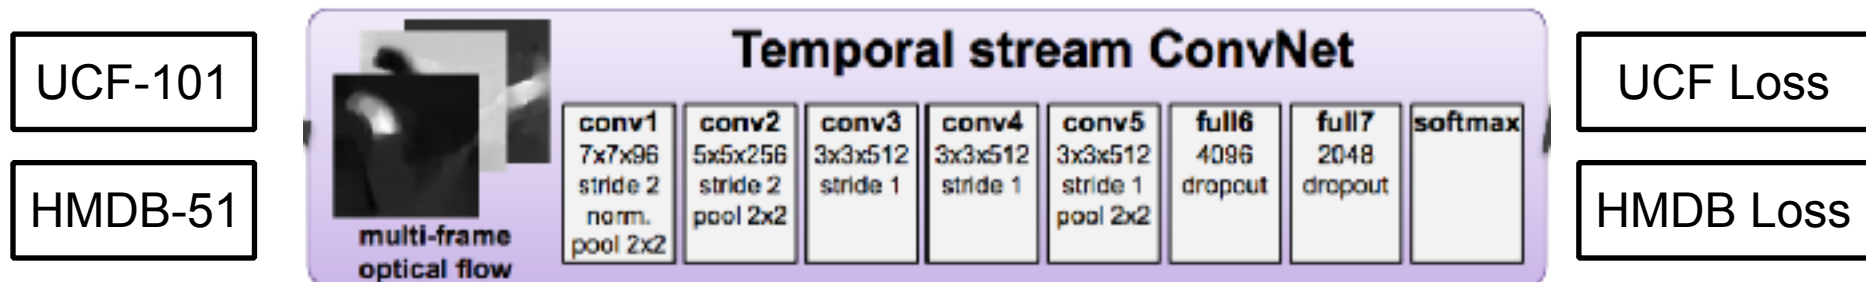 UCF-101
HMDB-51
Temporal stream ConvNet
multi-frame
optical flow
conv1
7x7x96
stride 2
norm.
pool 2x2
conv2
5x5x256
stride 2
pool 2x2
conv3
3x3x512
stride 1
conv4
3x3x512
stride 1
conv5
3x3x512
stride 1
pool 2x2
full6
4096
dropout
full7
2048
dropout
softmax
UCF Loss
HMDB Loss